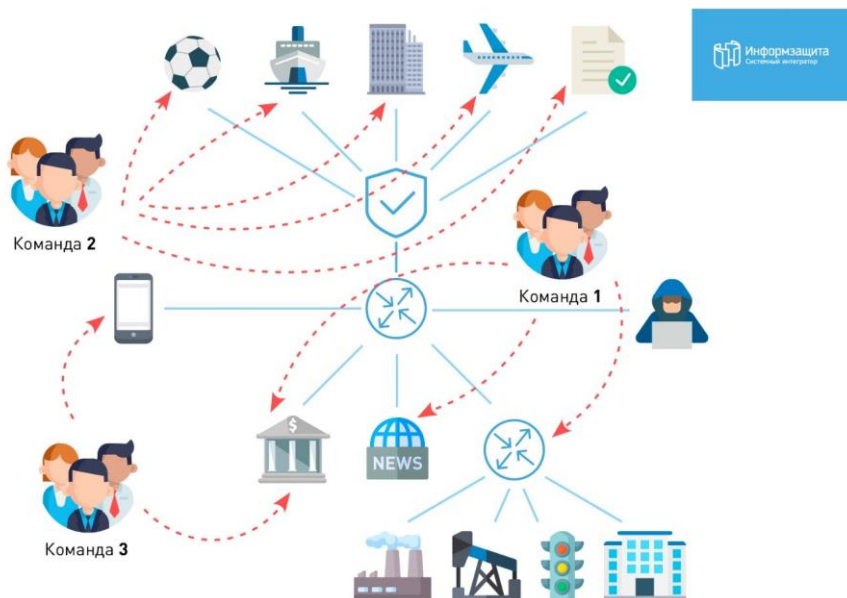 Информзащита
Системный интегратор
Команда 2
Команда 1
$
NEWS
Команда 3